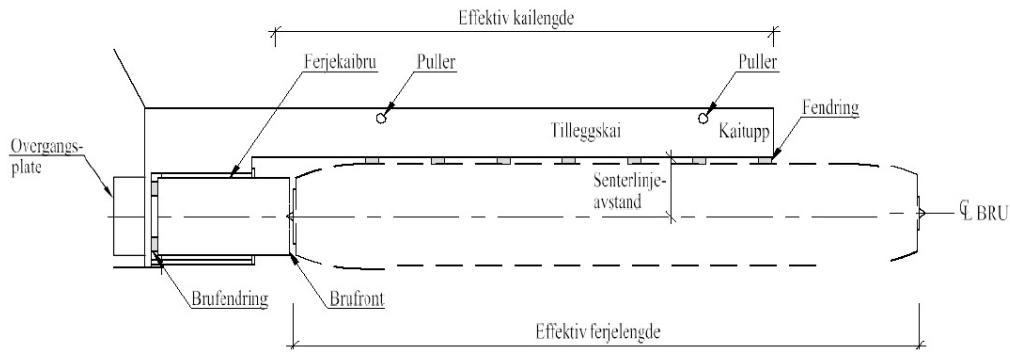 Effektiv kailengde
Ferjekaibru
Puller
Puller
Fendring
Tilleggskai
Kaitupp
Overgangs-
plate
Senterlinje-
avstand
℄ BRU
Brufendring
Brufront
Effektiv ferjelengde